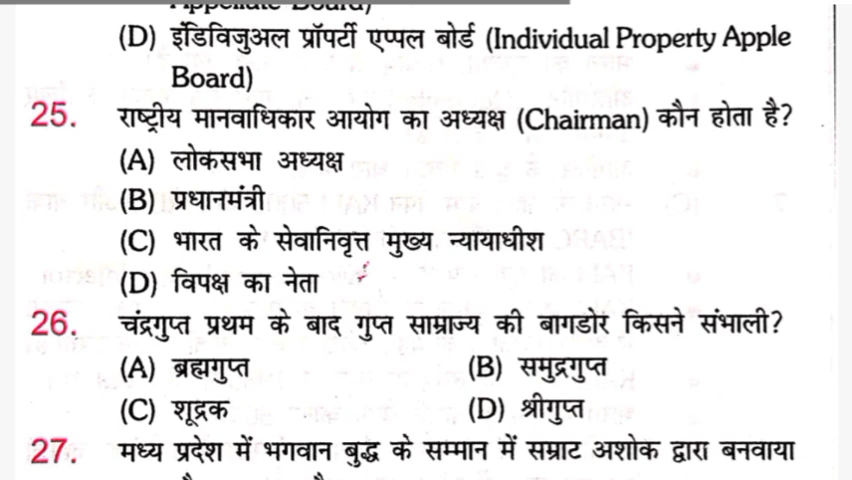 (D) इंडिविजुअल प्रॉपर्टी एप्पल बोर्ड (Individual Property Apple
Board)
25. राष्ट्रीय मानवाधिकार आयोग का अध्यक्ष (Chairman) कौन होता है?
(A) लोकसभा अध्यक्ष
(B) प्रधानमंत्री
(C) भारत के सेवानिवृत्त मुख्य न्यायाधीश
(D) विपक्ष का नेता
26. चंद्रगुप्त प्रथम के बाद गुप्त साम्राज्य की बागडोर किसने संभाली?
(A) ब्रह्मगुप्त (B) समुद्रगुप्त
(C) शूद्रक (D) श्रीगुप्त
27. मध्य प्रदेश में भगवान बुद्ध के सम्मान में सम्राट अशोक द्वारा बनवाया